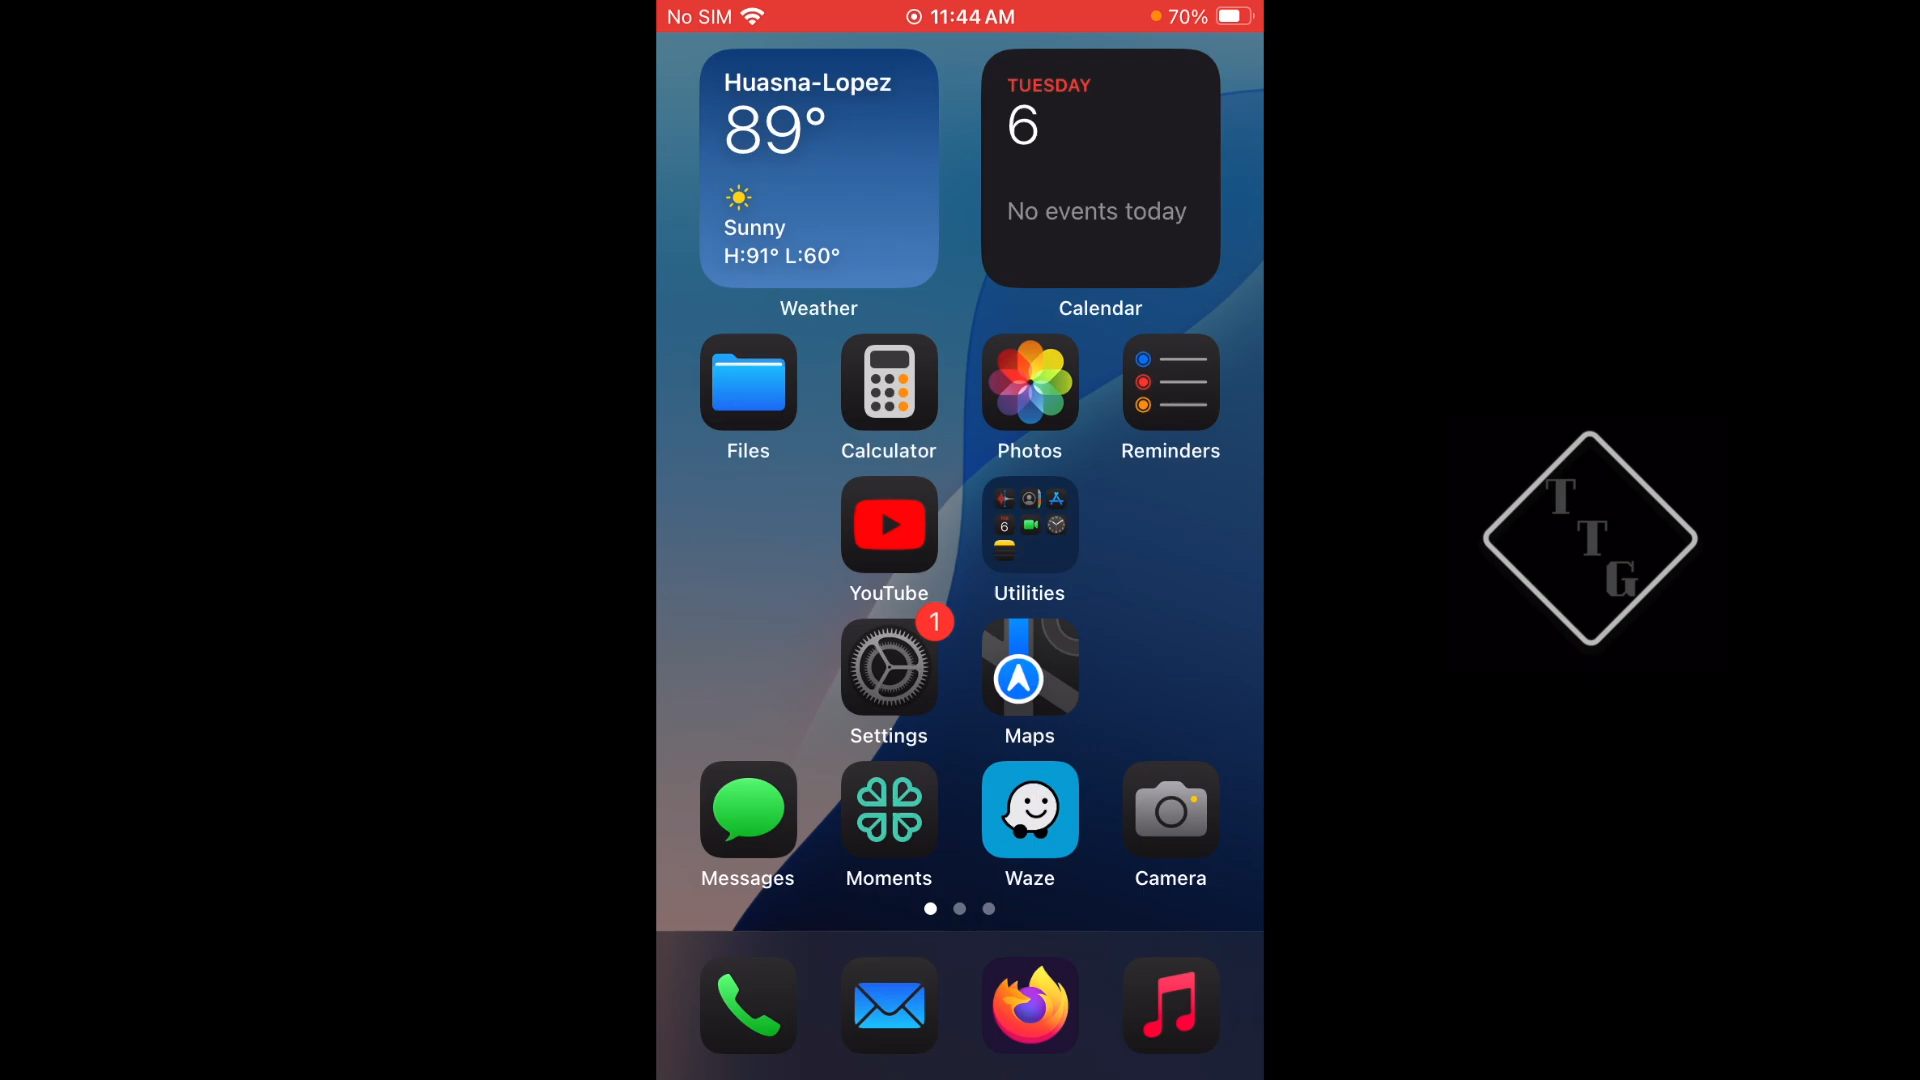 No SIM 11:44 AM 70%
Huasna-Lopez
89°
Sunny
H:91° L:60°
Weather
TUESDAY
6
No events today
Calendar
Files Calculator Photos Reminders
6
YouTube Utilities
1
Settings Maps
Messages Moments Waze Camera
T
T
G